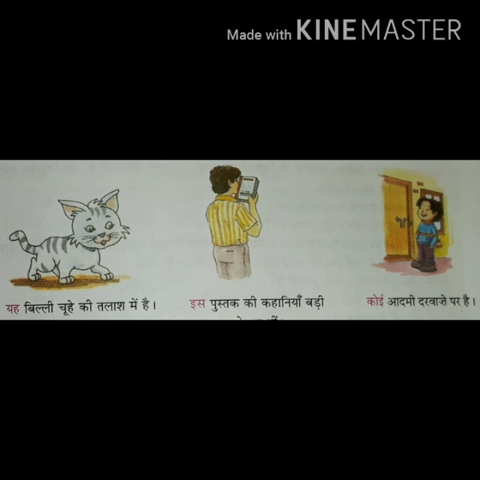 Made with KINEMASTER
यह बिल्ली चूहे की तलाश में है।
इस पुस्तक की कहानियाँ बड़ी
कोई आदमी दरवाज़े पर है।